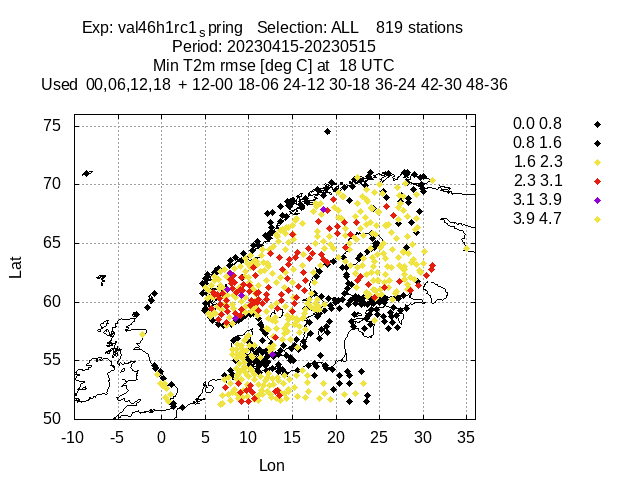 Exp: val46h1rc1spring Selection: ALL 819 stations
Period: 20230415-20230515
Min T2m rmse [deg C] at 18 UTC
Used 00,06,12,18 + 12-00 18-06 24-12 30-18 36-24 42-30 48-36
0.0 0.8
0.8 1.6
1.6 2.3
2.3 3.1
3.1 3.9
3.9 4.7
75
70
65
60
55
50
Lat
-10 -5 0 5 10 15 20 25 30 35
Lon